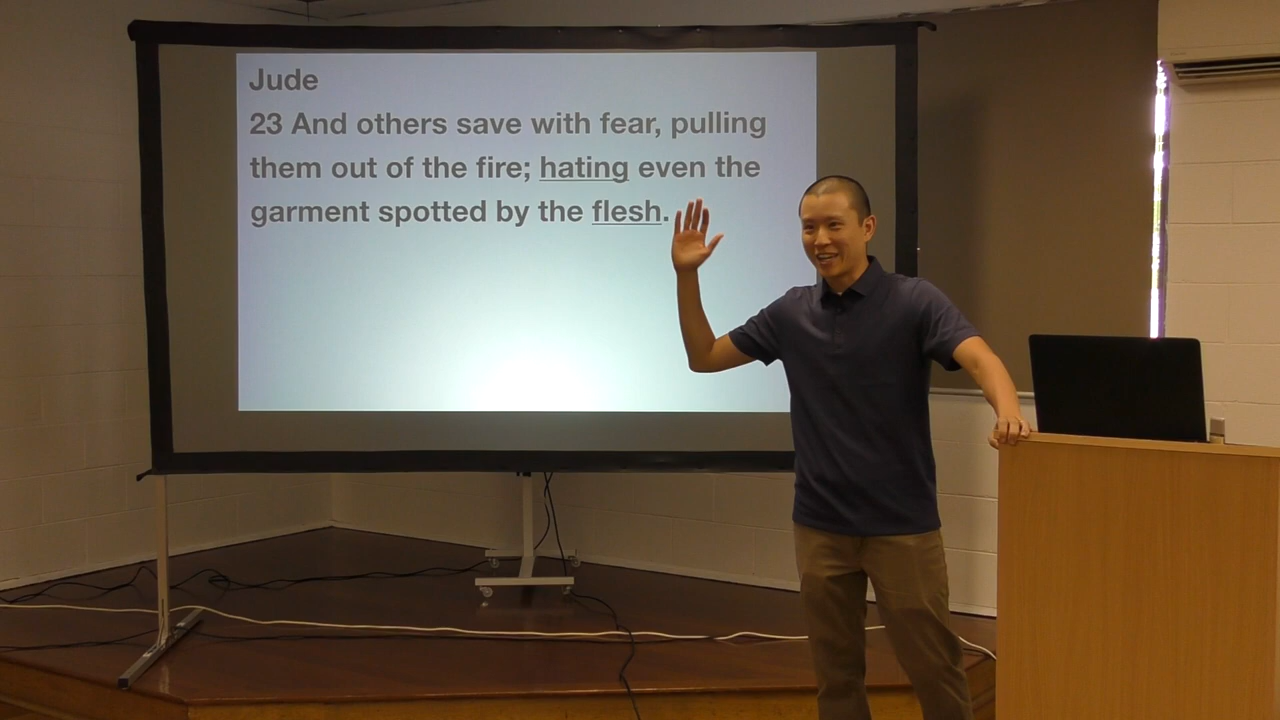 Jude
23 And others save with fear, pulling
them out of the fire; hating even the
garment spotted by the flesh.